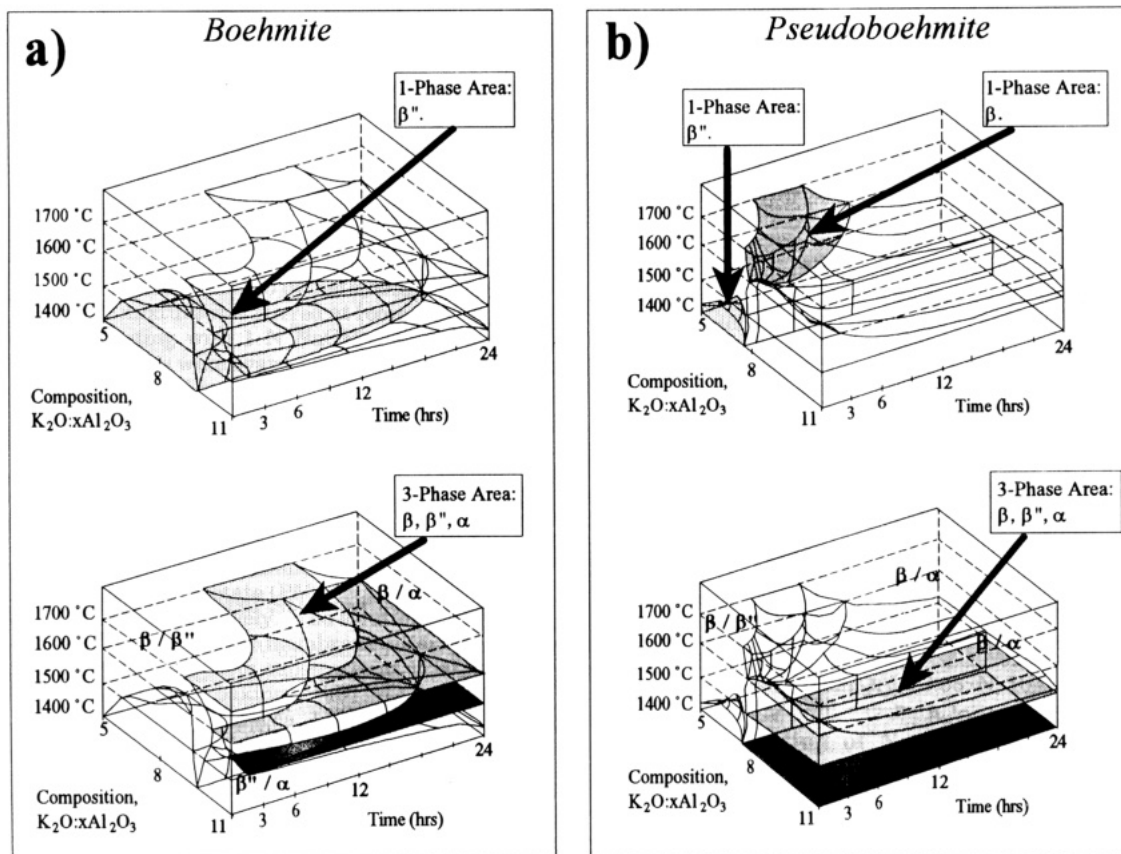 a)
Boehmite
1-Phase Area:
β".
1700 °C
1600 °C
1500 °C
1400 °C
5
8
11
3
6
12
24
Composition,
K₂O:xAl₂O₃
Time (hrs)
3-Phase Area:
β, β", α
β / α
β / β"
1700 °C
1600 °C
1500 °C
1400 °C
5
8
β" / α
11
3
6
12
24
Composition,
K₂O:xAl₂O₃
Time (hrs)
b)
Pseudoboehmite
1-Phase Area:
β".
1-Phase Area:
β.
1700 °C
1600 °C
1500 °C
1400 °C
5
8
11
3
6
12
24
Composition,
K₂O:xAl₂O₃
Time (hrs)
3-Phase Area:
β, β", α
β / α
β / β"
β / α
1700 °C
1600 °C
1500 °C
1400 °C
5
8
11
3
6
12
24
Composition,
K₂O:xAl₂O₃
Time (hrs)